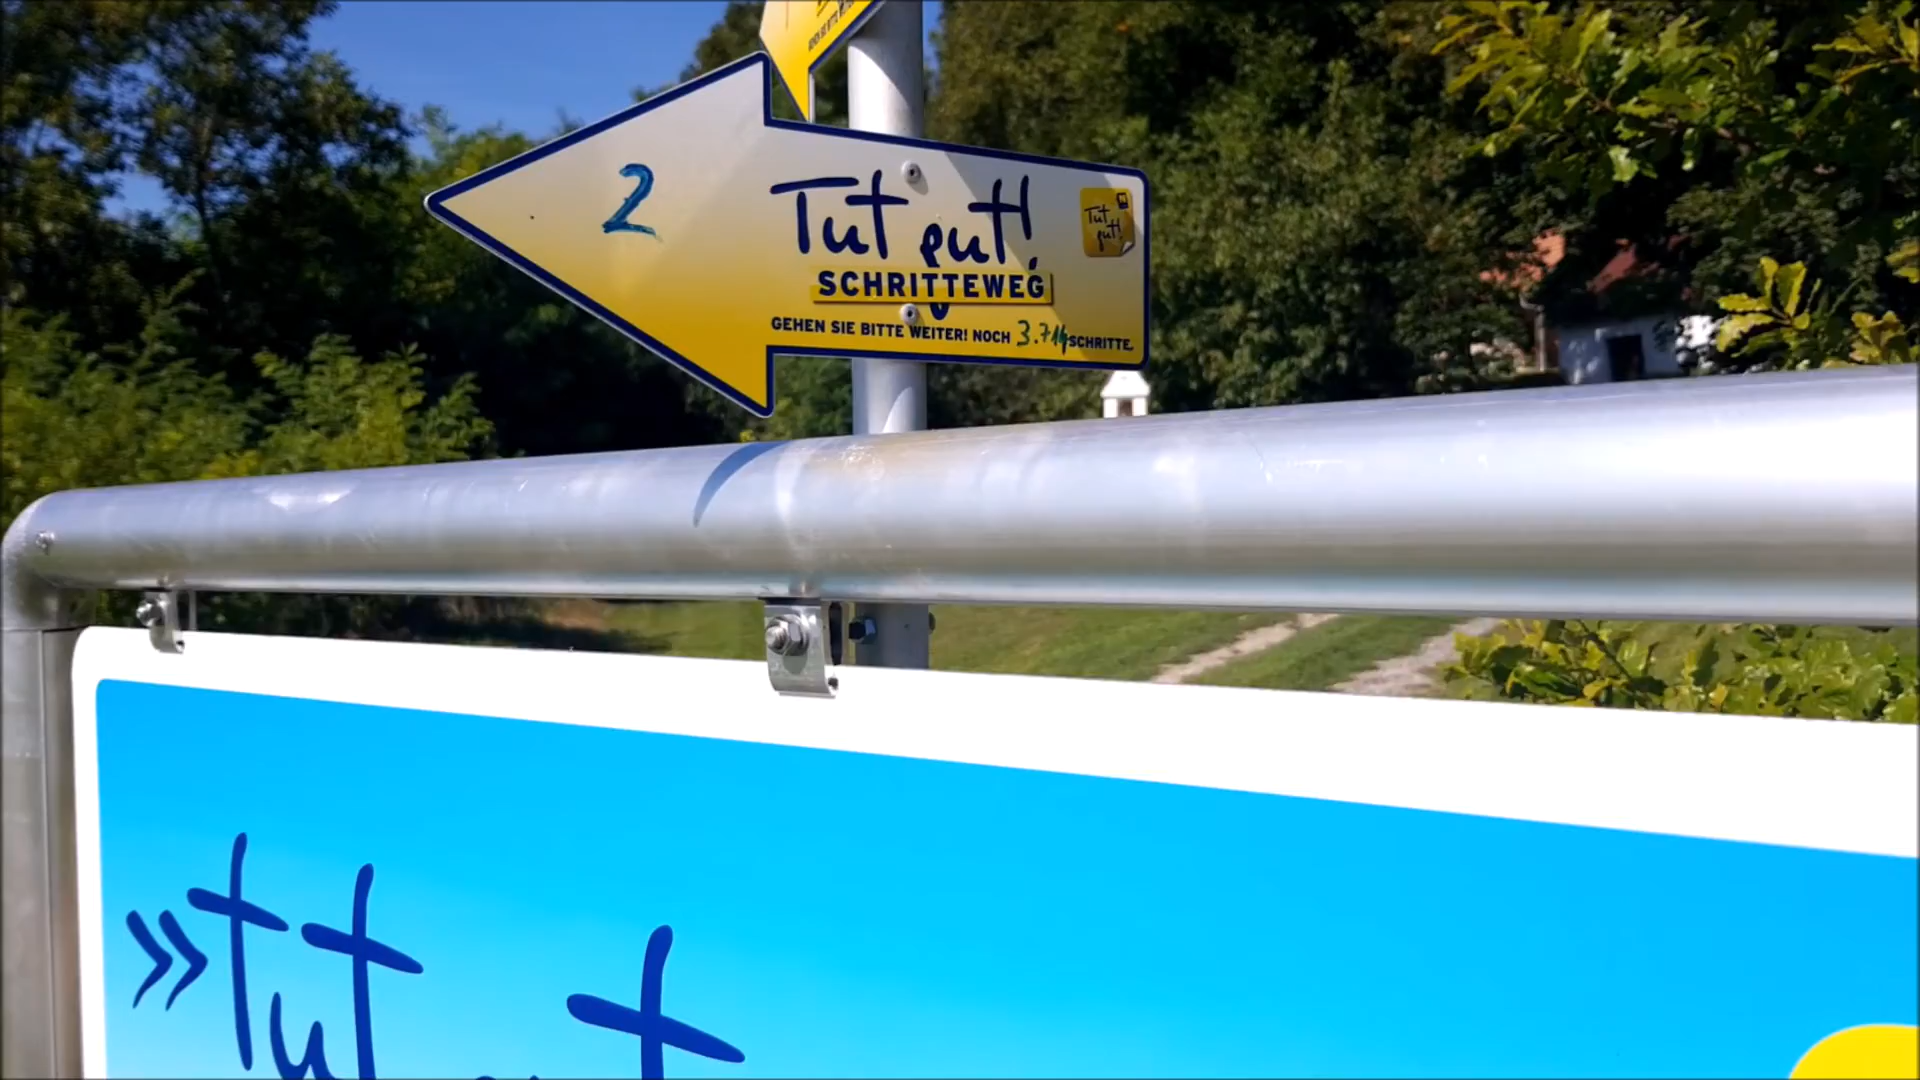 2
Tut gut!
Tut
gut!
SCHRITTEWEG
GEHEN SIE BITTE WEITER! NOCH 3.714 SCHRITTE.
»tut